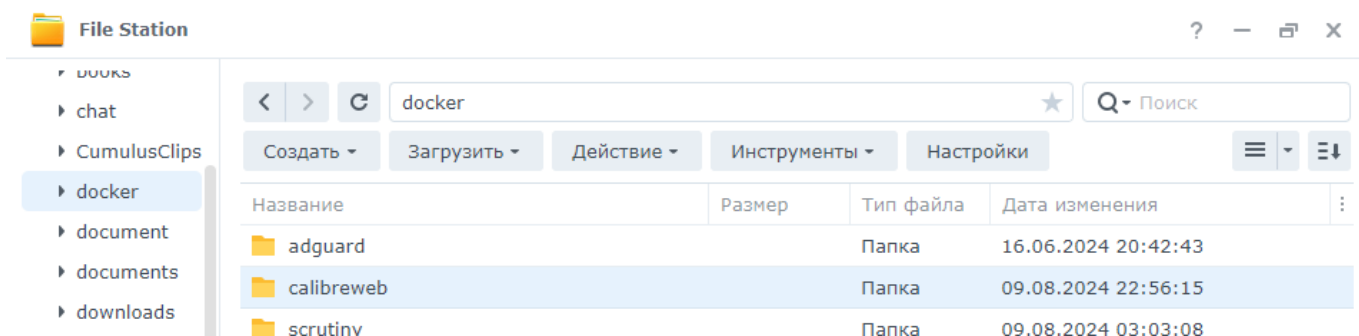 File Station
books
chat
CumulusClips
docker
document
documents
downloads
docker
Поиск
Создать
Загрузить
Действие
Инструменты
Настройки
Название Размер Тип файла Дата изменения
adguard Папка 16.06.2024 20:42:43
calibreweb Папка 09.08.2024 22:56:15
scrutiny Папка 09.08.2024 03:03:08